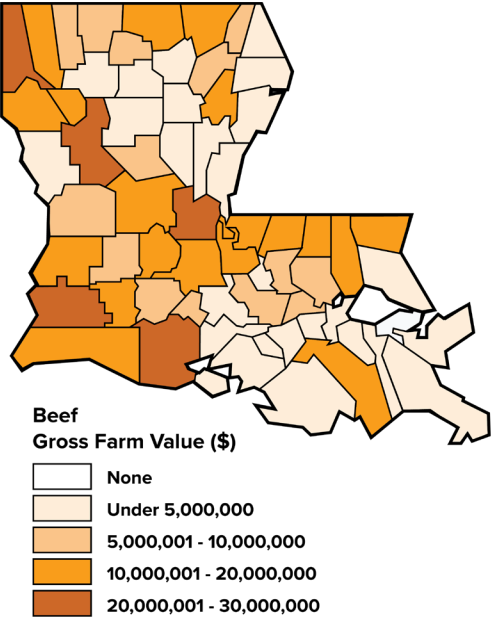 Beef
Gross Farm Value ($)
None
Under 5,000,000
5,000,001 - 10,000,000
10,000,001 - 20,000,000
20,000,001 - 30,000,000